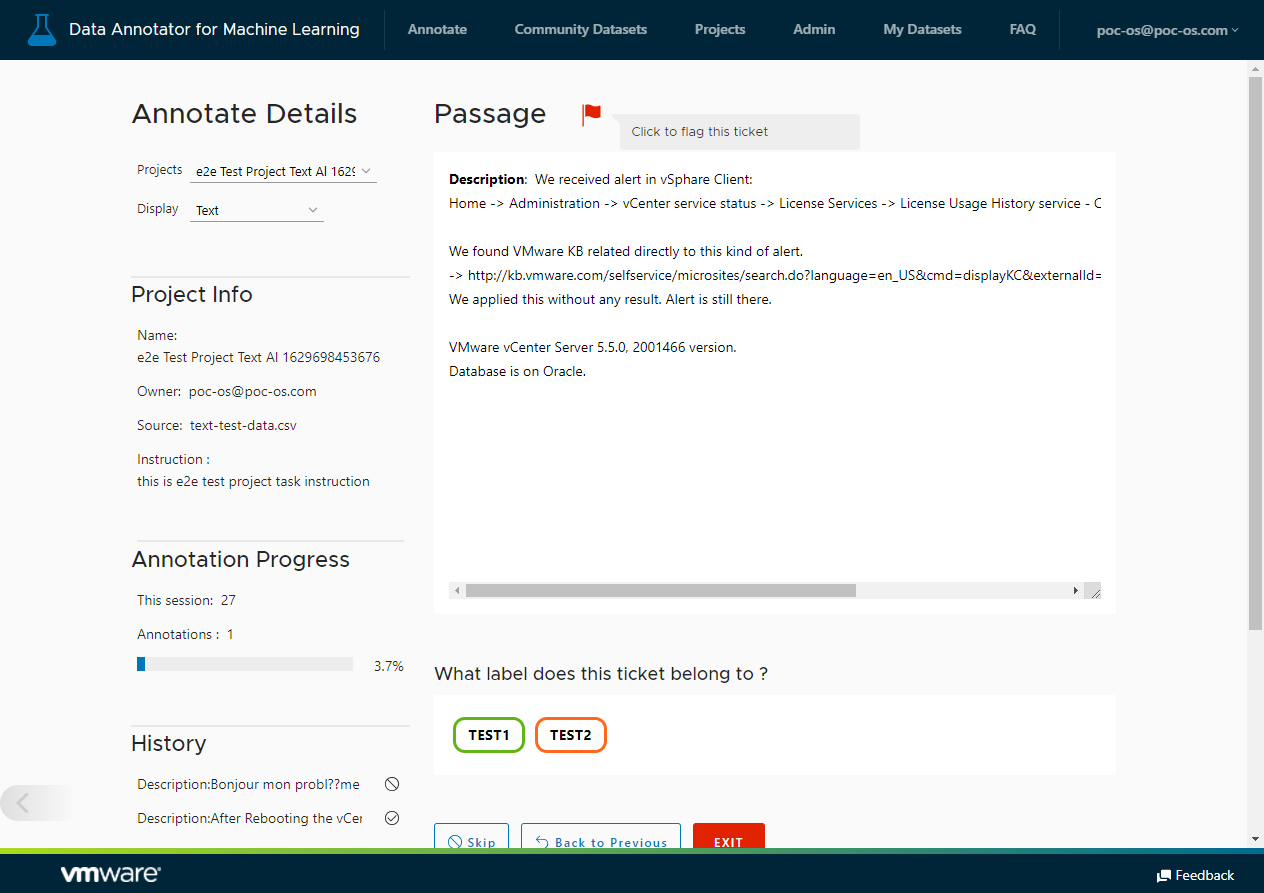 Data Annotator for Machine Learning
Annotate
Community Datasets
Projects
Admin
My Datasets
FAQ
poc-os@poc-os.com
Annotate Details
Projects e2e Test Project Text Al 1629
Display Text
Project Info
Name:
e2e Test Project Text Al 1629698453676
Owner: poc-os@poc-os.com
Source: text-test-data.csv
Instruction :
this is e2e test project task instruction
Annotation Progress
This session: 27
Annotations : 1
3.7%
History
Description:Bonjour mon probl??me
Description:After Rebooting the vCer
Passage
Click to flag this ticket
Description: We received alert in vSphare Client:
Home -> Administration -> vCenter service status -> License Services -> License Usage History service - C
We found VMware KB related directly to this kind of alert.
-> http://kb.vmware.com/selfservice/microsites/search.do?language=en_US&cmd=displayKC&externalId=
We applied this without any result. Alert is still there.
VMware vCenter Server 5.5.0, 2001466 version.
Database is on Oracle.
What label does this ticket belong to ?
TEST1
TEST2
Skip
Back to Previous
EXIT
vmware
Feedback